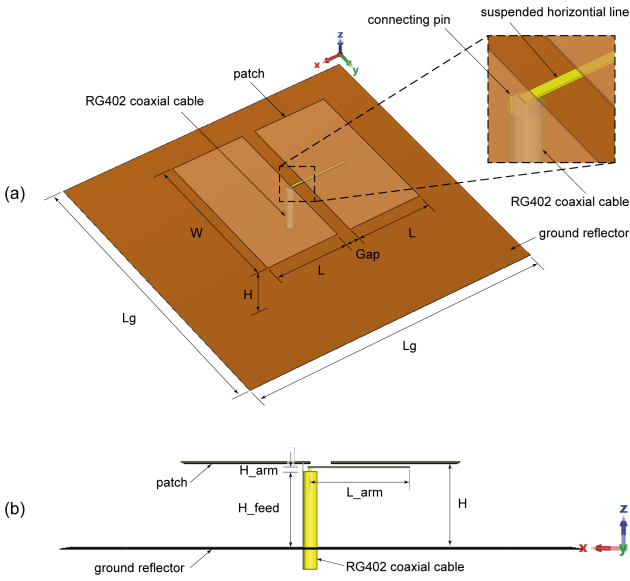 connecting pin
suspended horizontial line
z
x
y
patch
RG402 coaxial cable
(a)
RG402 coaxial cable
ground reflector
W
L
L
Gap
H
Lg
Lg
H_arm
patch
(b)
H_feed
L_arm
H
z
x
y
ground reflector
RG402 coaxial cable